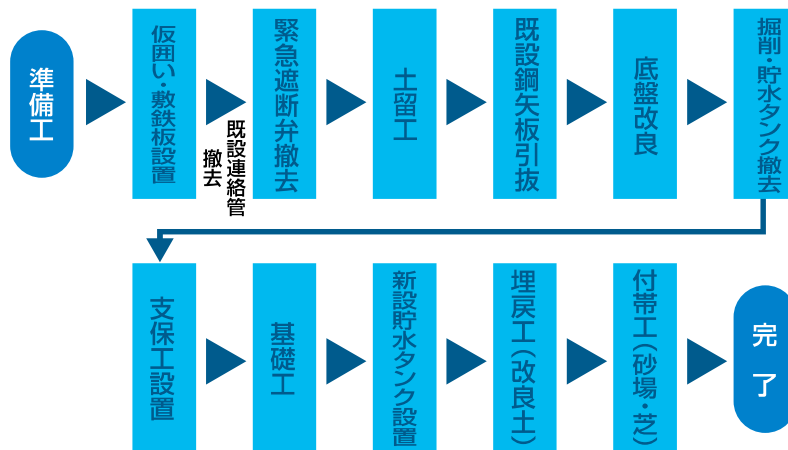 準備工
仮囲い・敷鉄板設置
既設連絡管
撤去
緊急遮断弁撤去
土留工
既設鋼矢板引抜
底盤改良
掘削・貯水タンク撤去
支保工設置
基礎工
新設貯水タンク設置
埋戻工(改良土)
付帯工(砂場・芝)
完了